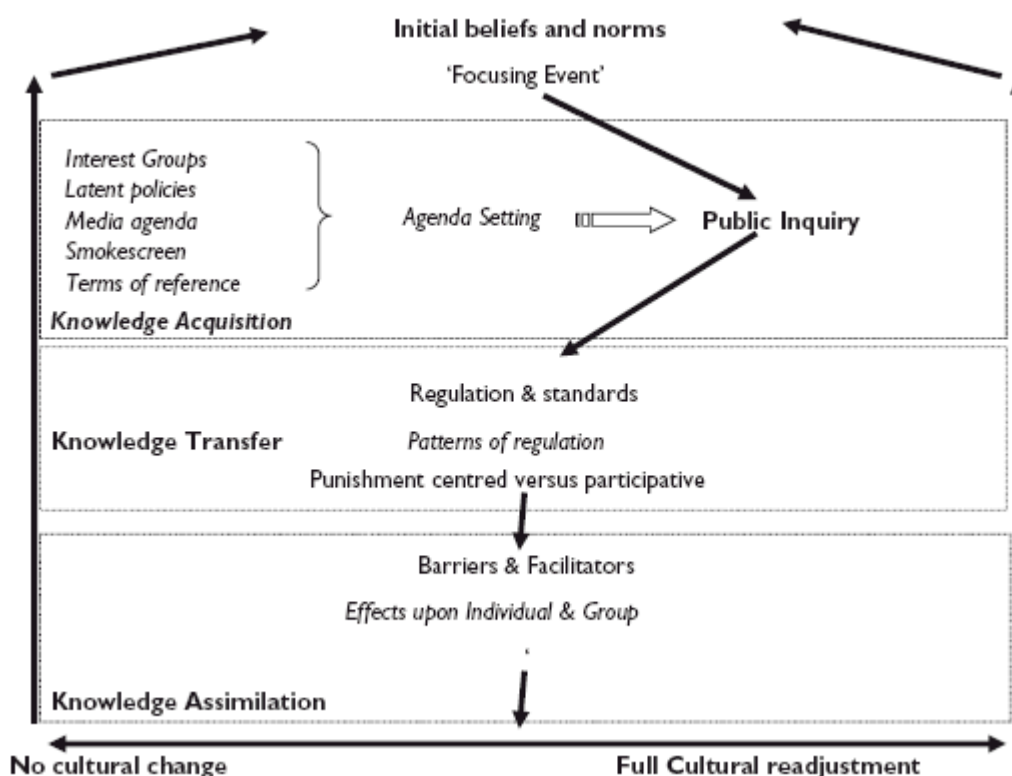 Initial beliefs and norms
'Focusing Event'
Interest Groups
Latent policies
Media agenda
Smokescreen
Terms of reference
Agenda Setting
Public Inquiry
Knowledge Acquisition
Regulation & standards
Knowledge Transfer
Patterns of regulation
Punishment centred versus participative
Barriers & Facilitators
Effects upon Individual & Group
Knowledge Assimilation
No cultural change
Full Cultural readjustment